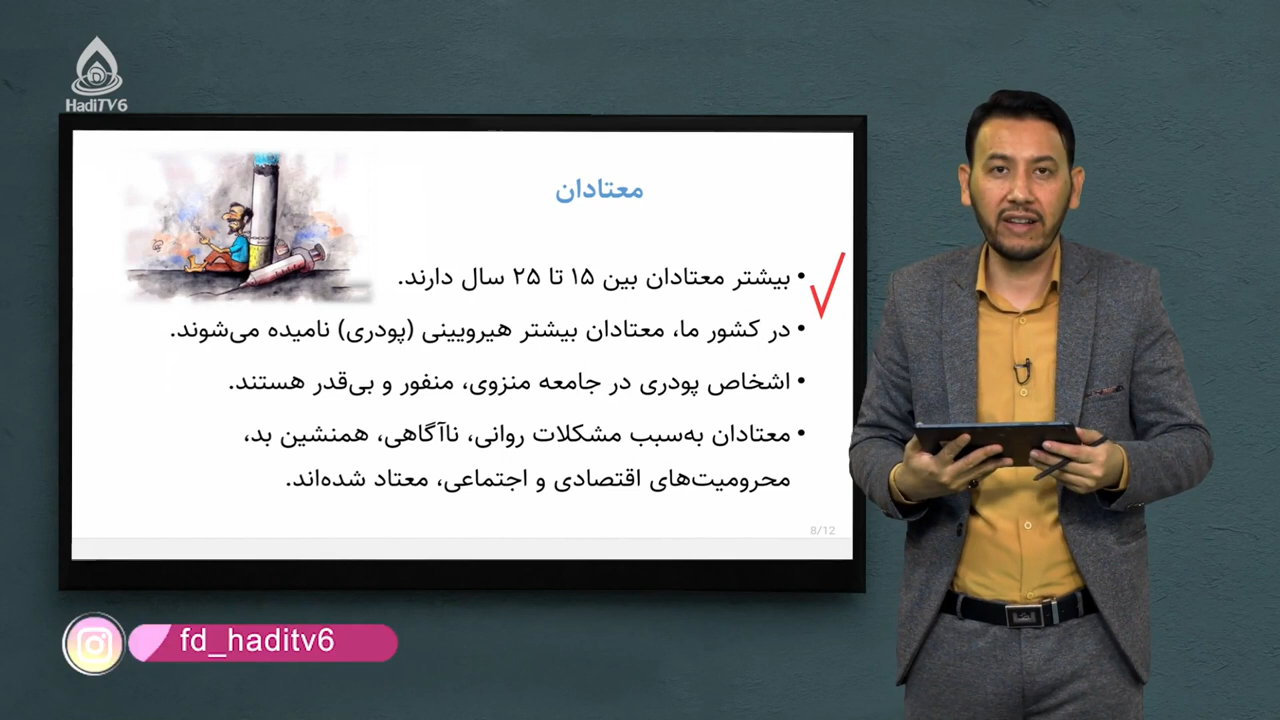 HadiTV6
معتادان
• بیشتر معتادان بین ۱۵ تا ۲۵ سال دارند.
• در کشور ما، معتادان بیشتر هیرویینی (پودری) نامیده می‌شوند.
• اشخاص پودری در جامعه منزوی، منفور و بی‌قدر هستند.
• معتادان به‌سبب مشکلات روانی، ناآگاهی، همنشین بد،
محرومیت‌های اقتصادی و اجتماعی، معتاد شده‌اند.
8/12
fd_haditv6